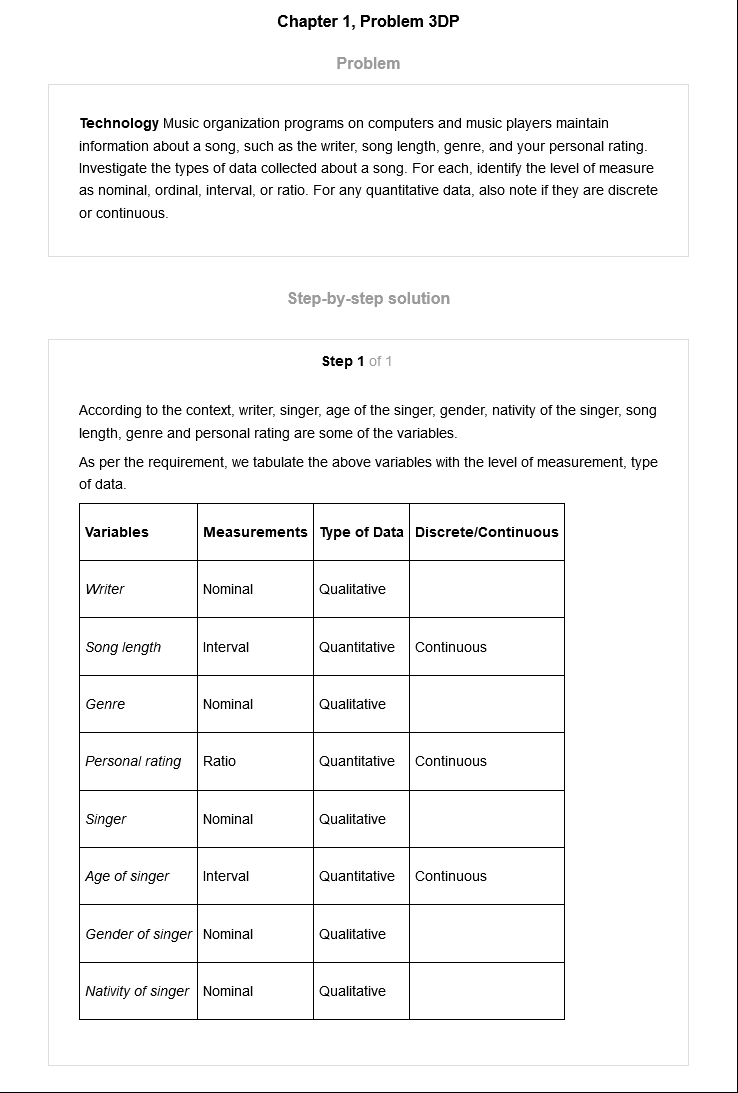 Chapter 1, Problem 3DP
Problem
Technology Music organization programs on computers and music players maintain
information about a song, such as the writer, song length, genre, and your personal rating.
Investigate the types of data collected about a song. For each, identify the level of measure
as nominal, ordinal, interval, or ratio. For any quantitative data, also note if they are discrete
or continuous.
Step-by-step solution
Step 1 of 1
According to the context, writer, singer, age of the singer, gender, nativity of the singer, song
length, genre and personal rating are some of the variables.
As per the requirement, we tabulate the above variables with the level of measurement, type
of data.
Variables Measurements Type of Data Discrete/Continuous
Writer Nominal Qualitative
Song length Interval Quantitative Continuous
Genre Nominal Qualitative
Personal rating Ratio Quantitative Continuous
Singer Nominal Qualitative
Age of singer Interval Quantitative Continuous
Gender of singer Nominal Qualitative
Nativity of singer Nominal Qualitative